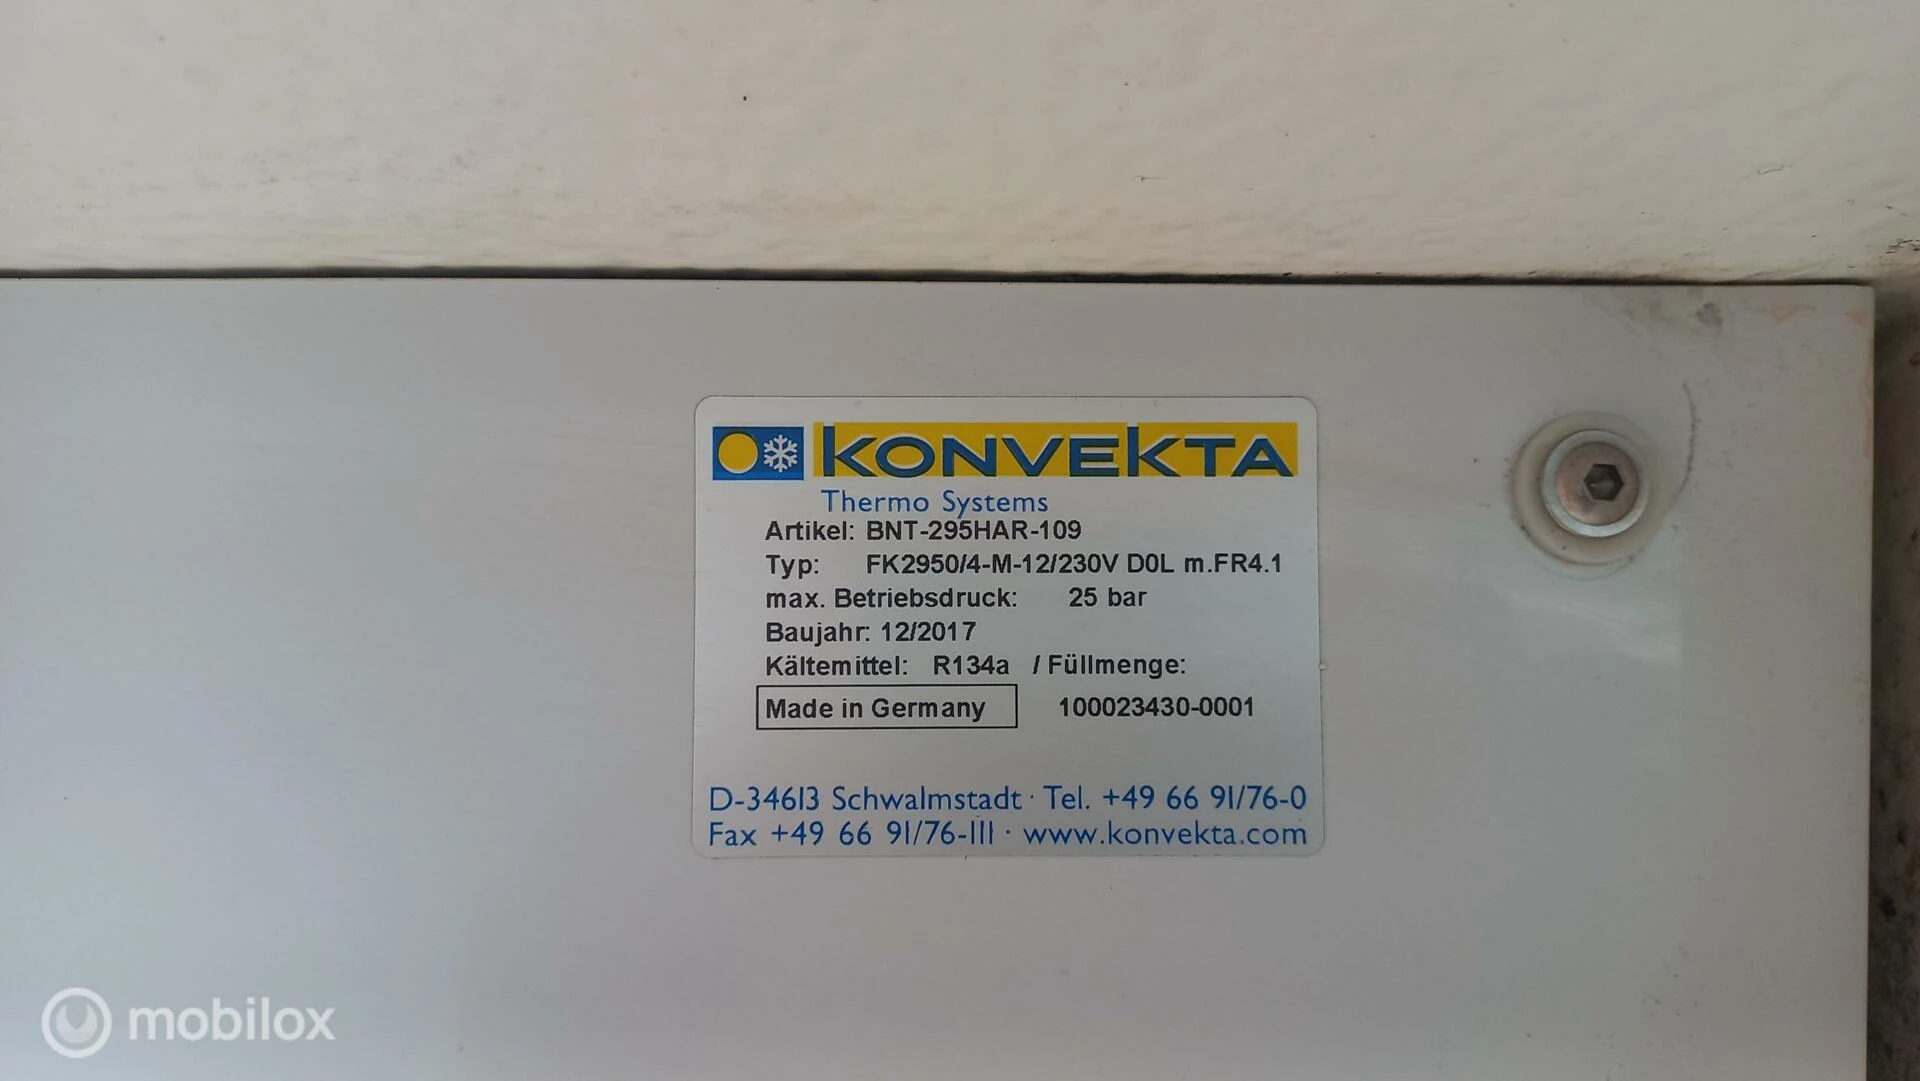 KONVEKTA
Thermo Systems
Artikel: BNT-295HAR-109
Typ: FK2950/4-M-12/230V D0L m.FR4.1
max. Betriebsdruck: 25 bar
Baujahr: 12/2017
Kältemittel: R134a / Füllmenge:
Made in Germany 100023430-0001
D-34613 Schwalmstadt · Tel. +49 66 91/76-0
Fax +49 66 91/76-111 · www.konvekta.com
mobilox